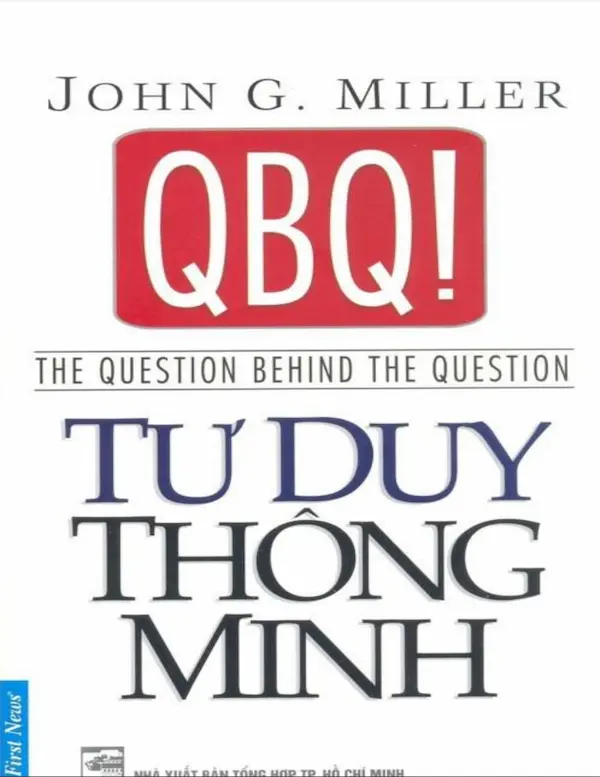 JOHN G. MILLER
QBQ!
THE QUESTION BEHIND THE QUESTION
TƯ DUY
THÔNG
MINH
First News
NHÀ XUẤT BẢN TỔNG HỢP TP. HỒ CHÍ MINH